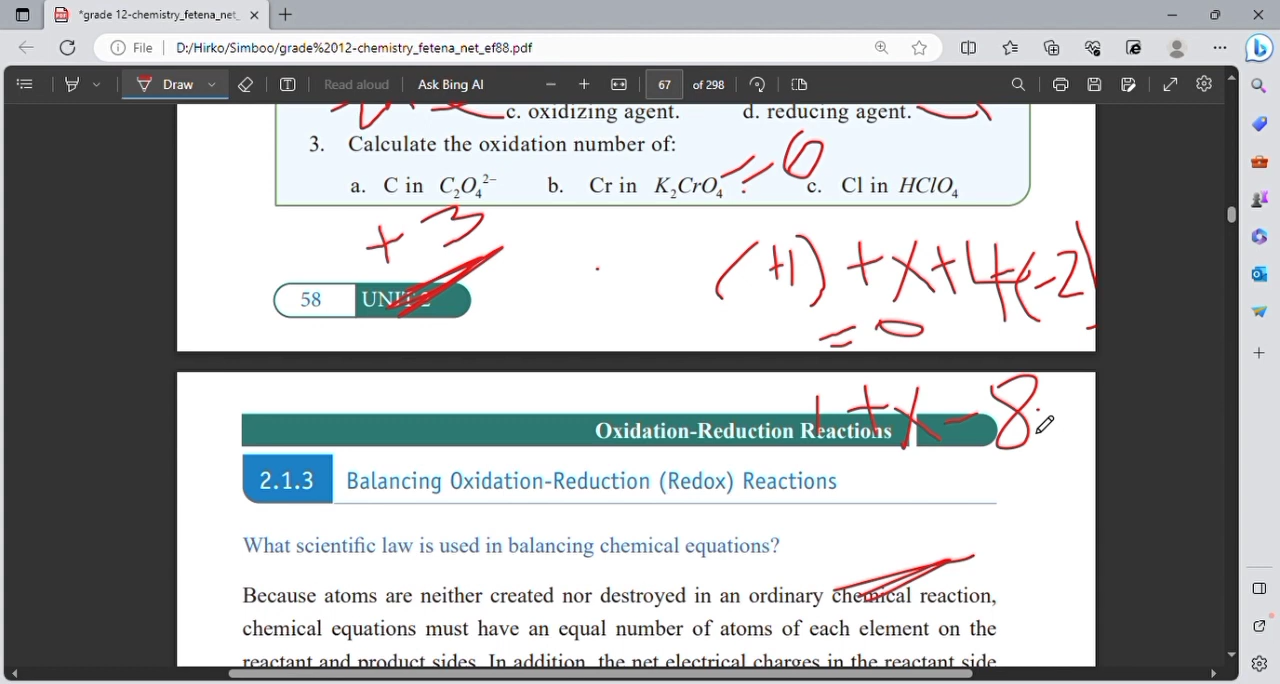 *grade 12-chemistry_fetena_net_
File D:/Hirko/Simboo/grade%2012-chemistry_fetena_net_ef88.pdf
Draw Read aloud Ask Bing AI 67 of 298
c. oxidizing agent. d. reducing agent.
3. Calculate the oxidation number of:
a. C in C₂O₄²⁻ b. Cr in K₂CrO₄ = 6 c. Cl in HClO₄
+3
(+1) + x + 4+(-2)
= 0
58 UNIT 2
1 + x - 8
Oxidation-Reduction Reactions
2.1.3 Balancing Oxidation-Reduction (Redox) Reactions
What scientific law is used in balancing chemical equations?
Because atoms are neither created nor destroyed in an ordinary chemical reaction,
chemical equations must have an equal number of atoms of each element on the
reactant and product sides. In addition, the net electrical charges in the reactant side